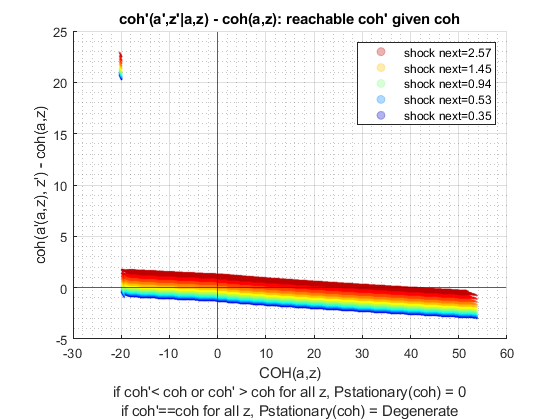 coh'(a',z'|a,z) - coh(a,z): reachable coh' given coh
25
20
15
10
5
0
-5
coh(a'(a,z), z') - coh(a,z)
shock next=2.57
shock next=1.45
shock next=0.94
shock next=0.53
shock next=0.35
-30
-20
-10
0
10
20
30
40
50
60
COH(a,z)
if coh'< coh or coh' > coh for all z, Pstationary(coh) = 0
if coh'==coh for all z, Pstationary(coh) = Degenerate